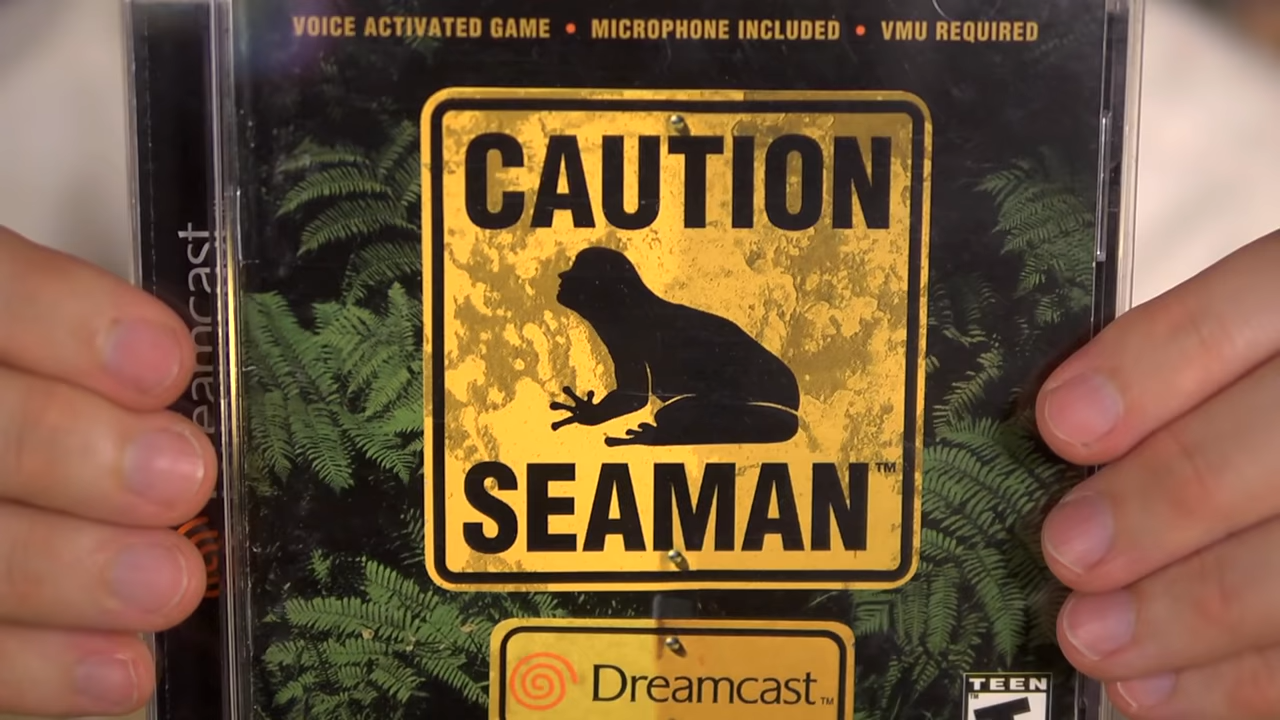 VOICE ACTIVATED GAME • MICROPHONE INCLUDED • VMU REQUIRED
CAUTION
SEAMAN™
Dreamcast™
TEEN
T
Dreamcast